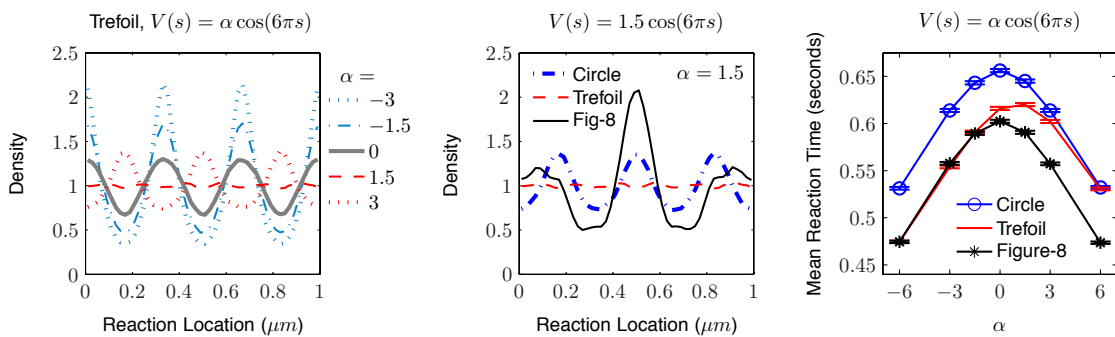 Trefoil, V(s) = α cos(6πs)
Density
2.5
2
1.5
1
0.5
0
0 0.2 0.4 0.6 0.8 1
Reaction Location (μm)
α =
−3
−1.5
0
1.5
3
V(s) = 1.5 cos(6πs)
Density
2.5
2
1.5
1
0.5
0
Circle
Trefoil
Fig-8
α = 1.5
0 0.2 0.4 0.6 0.8 1
Reaction Location (μm)
V(s) = α cos(6πs)
Mean Reaction Time (seconds)
0.65
0.6
0.55
0.5
0.45
Circle
Trefoil
Figure-8
−6 −3 0 3 6
α